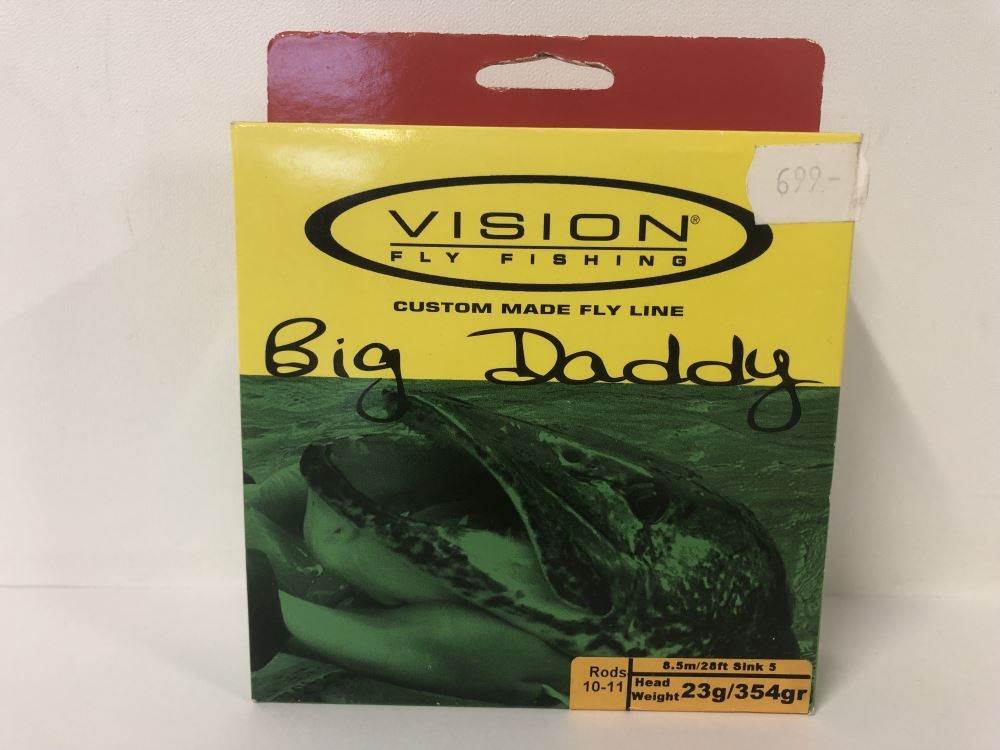 699.-
VISION®
FLY FISHING
CUSTOM MADE FLY LINE
Big Daddy
Rods
10-11
8.5m/28ft Sink 5
Head
Weight 23g/354gr